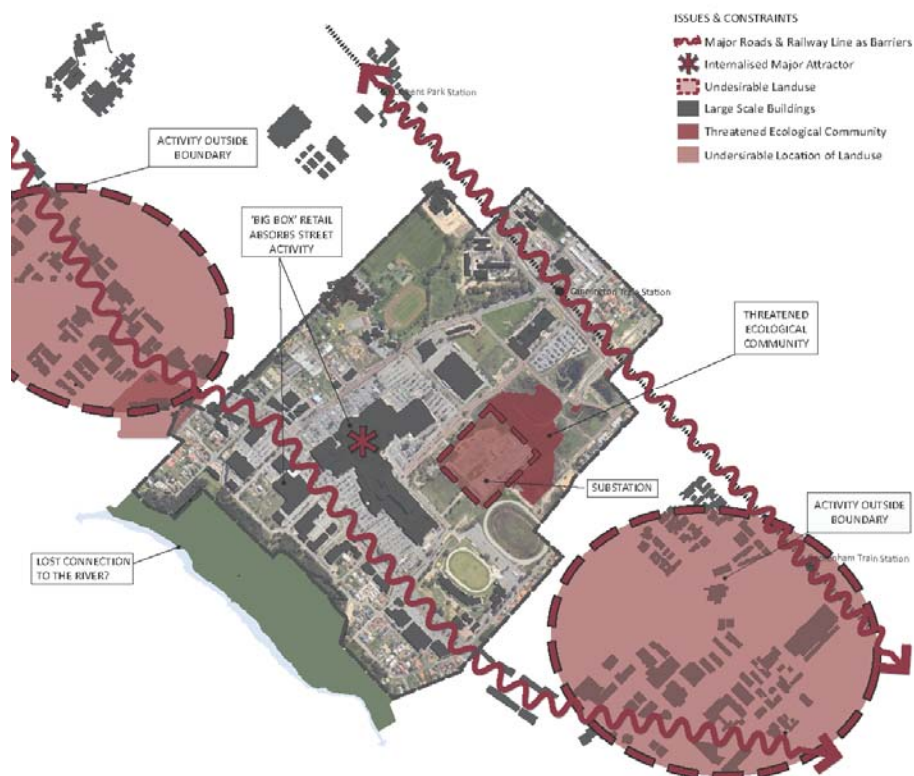 ISSUES & CONSTRAINTS
Major Roads & Railway Line as Barriers
Internalised Major Attractor
Undesirable Landuse
Large Scale Buildings
Threatened Ecological Community
Undersirable Location of Landuse
Park Station
ACTIVITY OUTSIDE
BOUNDARY
'BIG BOX' RETAIL
ABSORBS STREET
ACTIVITY
Train Station
THREATENED
ECOLOGICAL
COMMUNITY
SUBSTATION
ACTIVITY OUTSIDE
BOUNDARY
Train Station
LOST CONNECTION
TO THE RIVER?